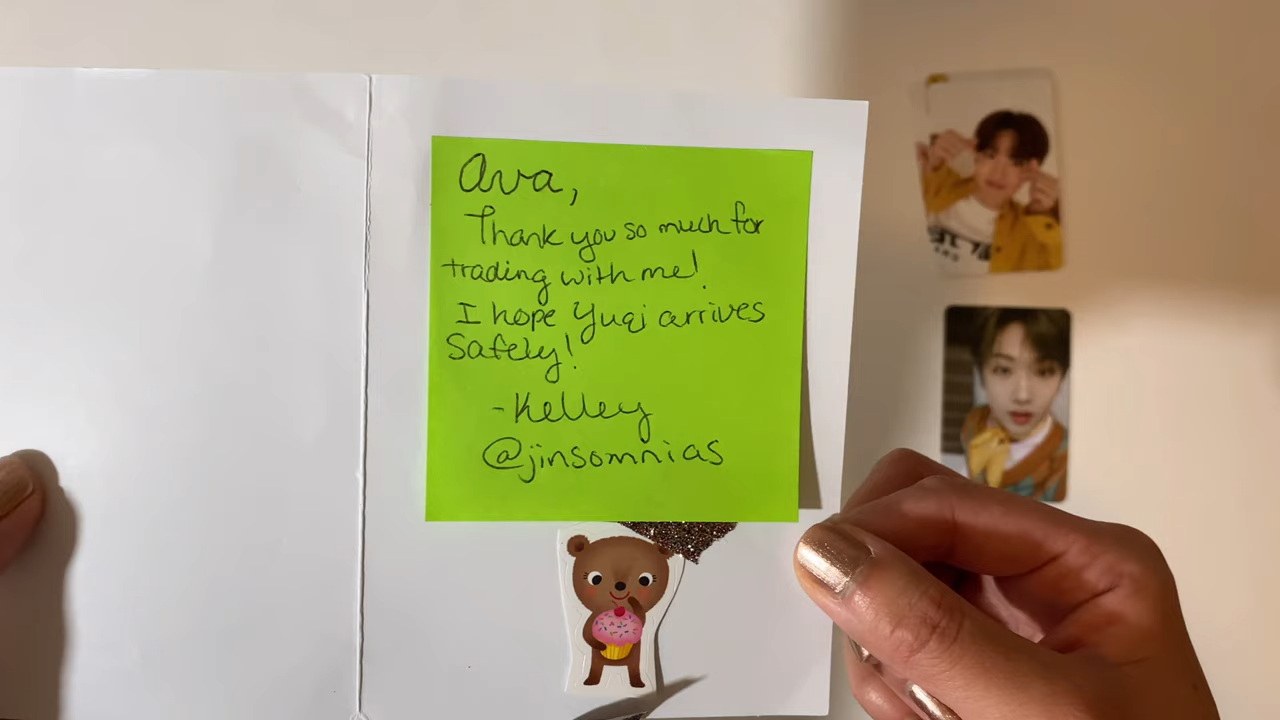 Ava,
Thank you so much for
trading with me!
I hope Yuqi arrives
Safely!
-Kelley
@jinsomnias